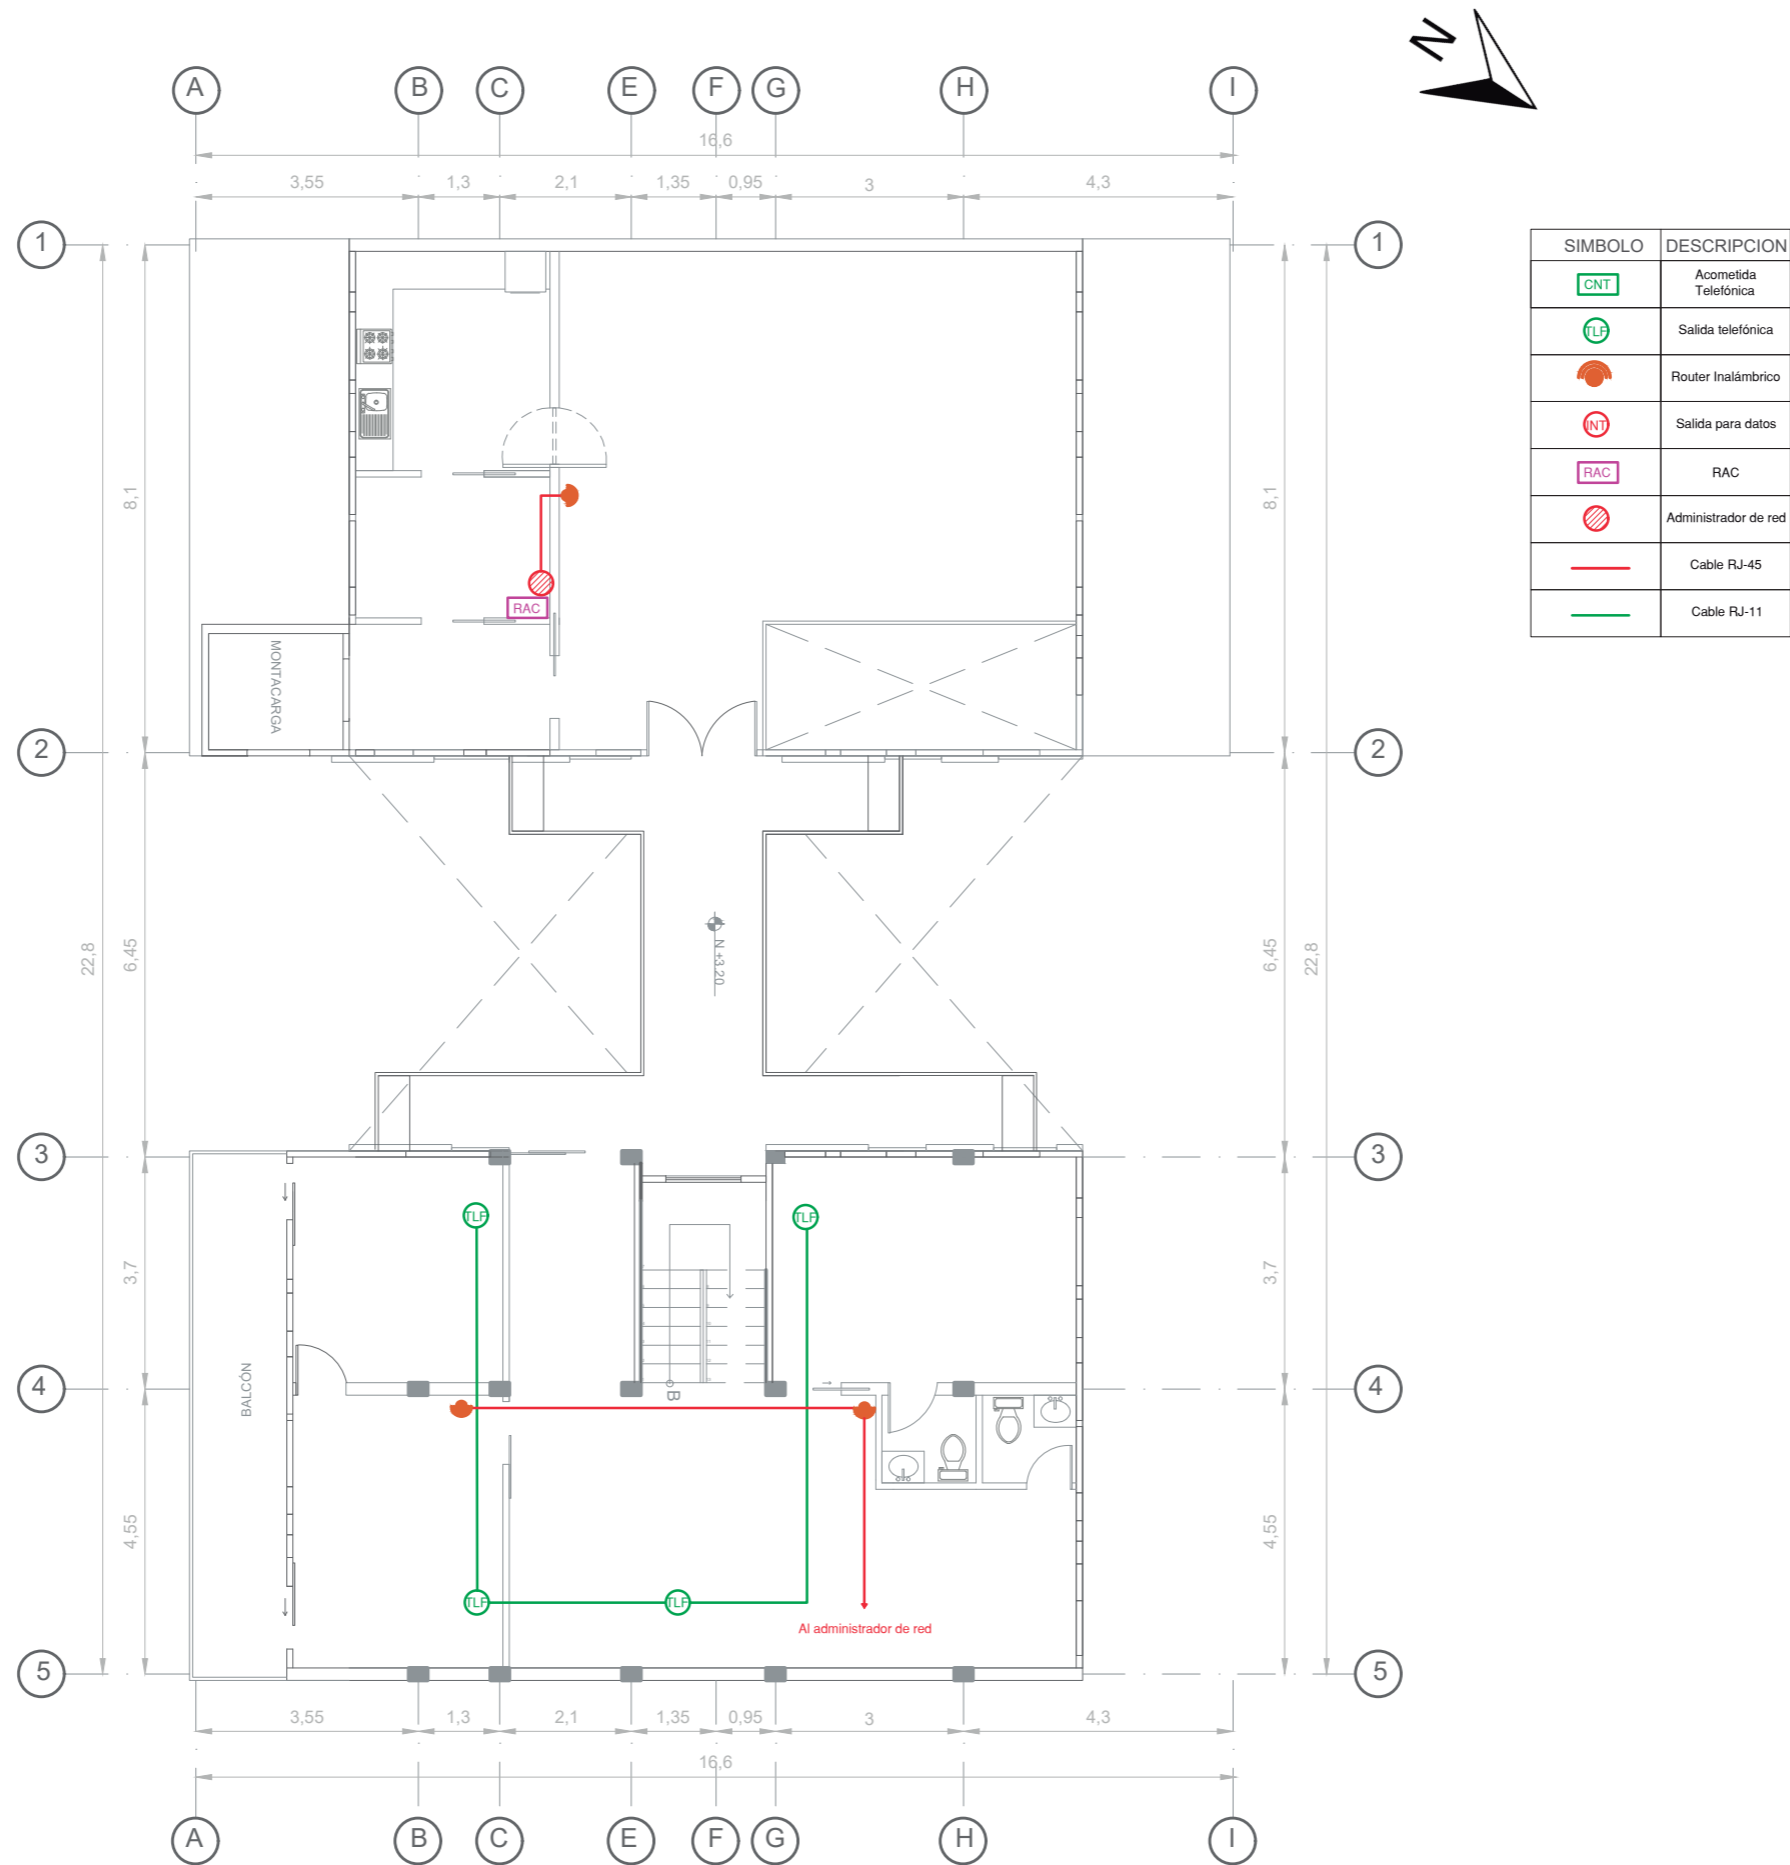 N
A B C E F G H I
16,6
3,55 1,3 2,1 1,35 0,95 3 4,3
1 1
SIMBOLO DESCRIPCION
CNT Acometida
Telefónica
TLF Salida telefónica
Router Inalámbrico
INT Salida para datos
RAC RAC
Administrador de red
Cable RJ-45
Cable RJ-11
8,1 8,1
RAC
MONTACARGA
2 2
22,8 6,45 6,45 22,8
N +3.20
3 3
TLF TLF
3,7 3,7
BALCÓN
4 4
B
4,55 4,55
TLF TLF
Al administrador de red
5 5
3,55 1,3 2,1 1,35 0,95 3 4,3
16,6
A B C E F G H I